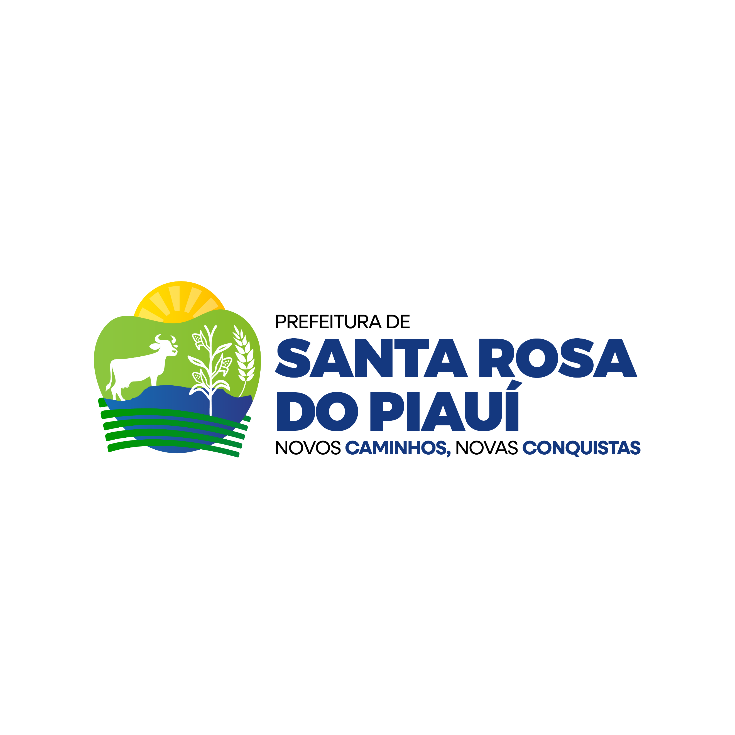 PREFEITURA DE
SANTA ROSA
DO PIAUÍ
NOVOS CAMINHOS, NOVAS CONQUISTAS